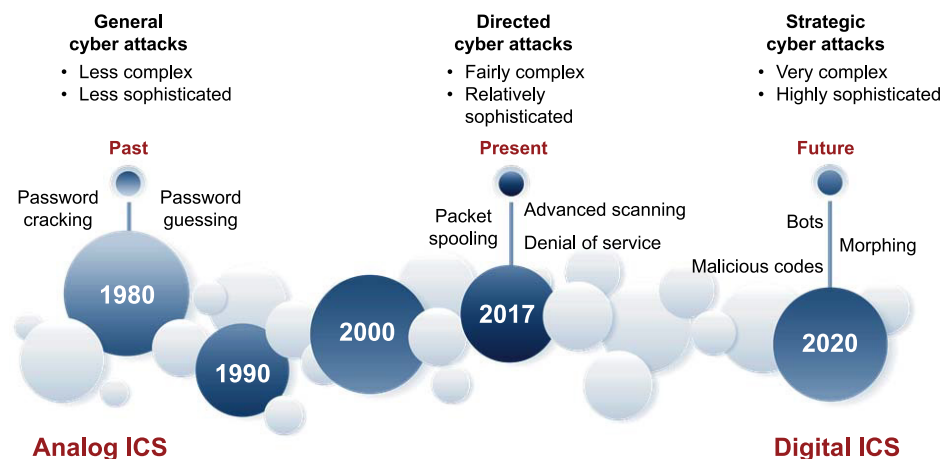 General
cyber attacks
• Less complex
• Less sophisticated
Past
Password
cracking
Password
guessing
1980
1990
2000
Directed
cyber attacks
• Fairly complex
• Relatively
sophisticated
Present
Packet
spooling
Advanced scanning
Denial of service
2017
Strategic
cyber attacks
• Very complex
• Highly sophisticated
Future
Bots
Morphing
Malicious codes
2020
Analog ICS
Digital ICS